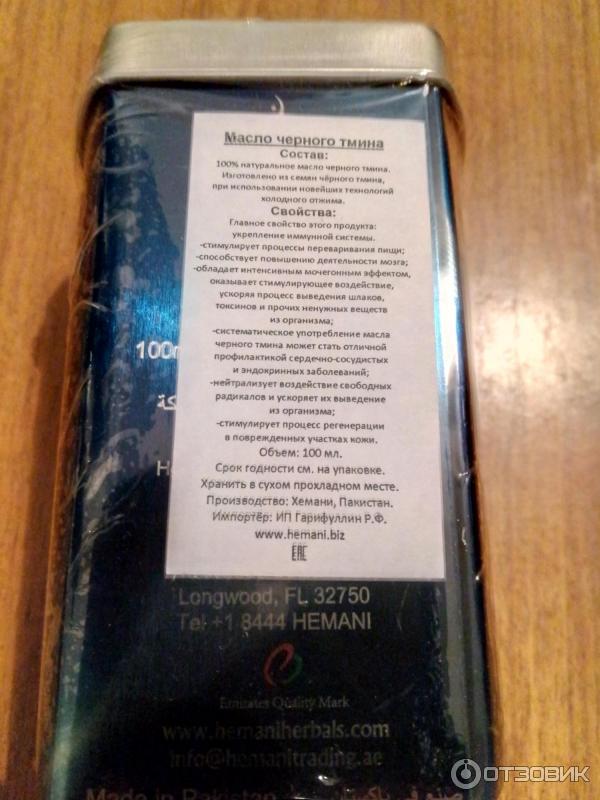 Масло черного тмина
Состав:
100% натуральное масло черного тмина.
Изготовлено из семян чёрного тмина,
при использовании новейших технологий
холодного отжима.
Свойства:
Главное свойство этого продукта:
укрепление иммунной системы.
-стимулирует процессы переваривания пищи;
-способствует повышению деятельности мозга;
-обладает интенсивным мочегонным эффектом,
оказывает стимулирующее воздействие,
ускоряя процесс выведения шлаков,
токсинов и прочих ненужных веществ
из организма;
-систематическое употребление масла
черного тмина может стать отличной
профилактикой сердечно-сосудистых
и эндокринных заболеваний;
-нейтрализует воздействие свободных
радикалов и ускоряет их выведение
из организма;
-стимулирует процесс регенерации
в поврежденных участках кожи.
Объем: 100 мл.
Срок годности см. на упаковке.
Хранить в сухом прохладном месте.
Производство: Хемани, Пакистан.
Импортёр: ИП Гарифуллин Р.Ф.
www.hemani.biz
EAC
100m
Longwood, FL 32750
Tel +1 8444 HEMANI
Emirates Quality Mark
www.hemaniherbals.com
info@hemanitrading.ae
Made in Pakistan
ОТЗОВИК